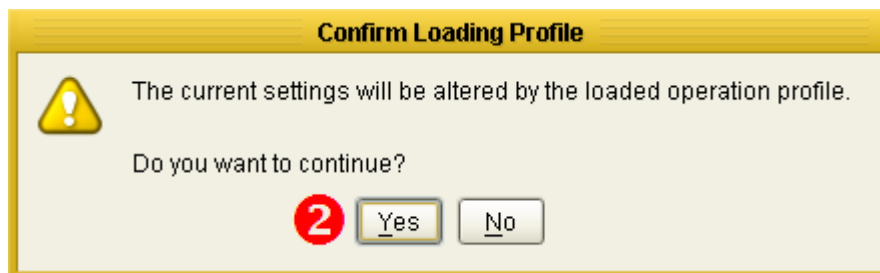 Confirm Loading Profile
The current settings will be altered by the loaded operation profile.
Do you want to continue?
2 Yes No